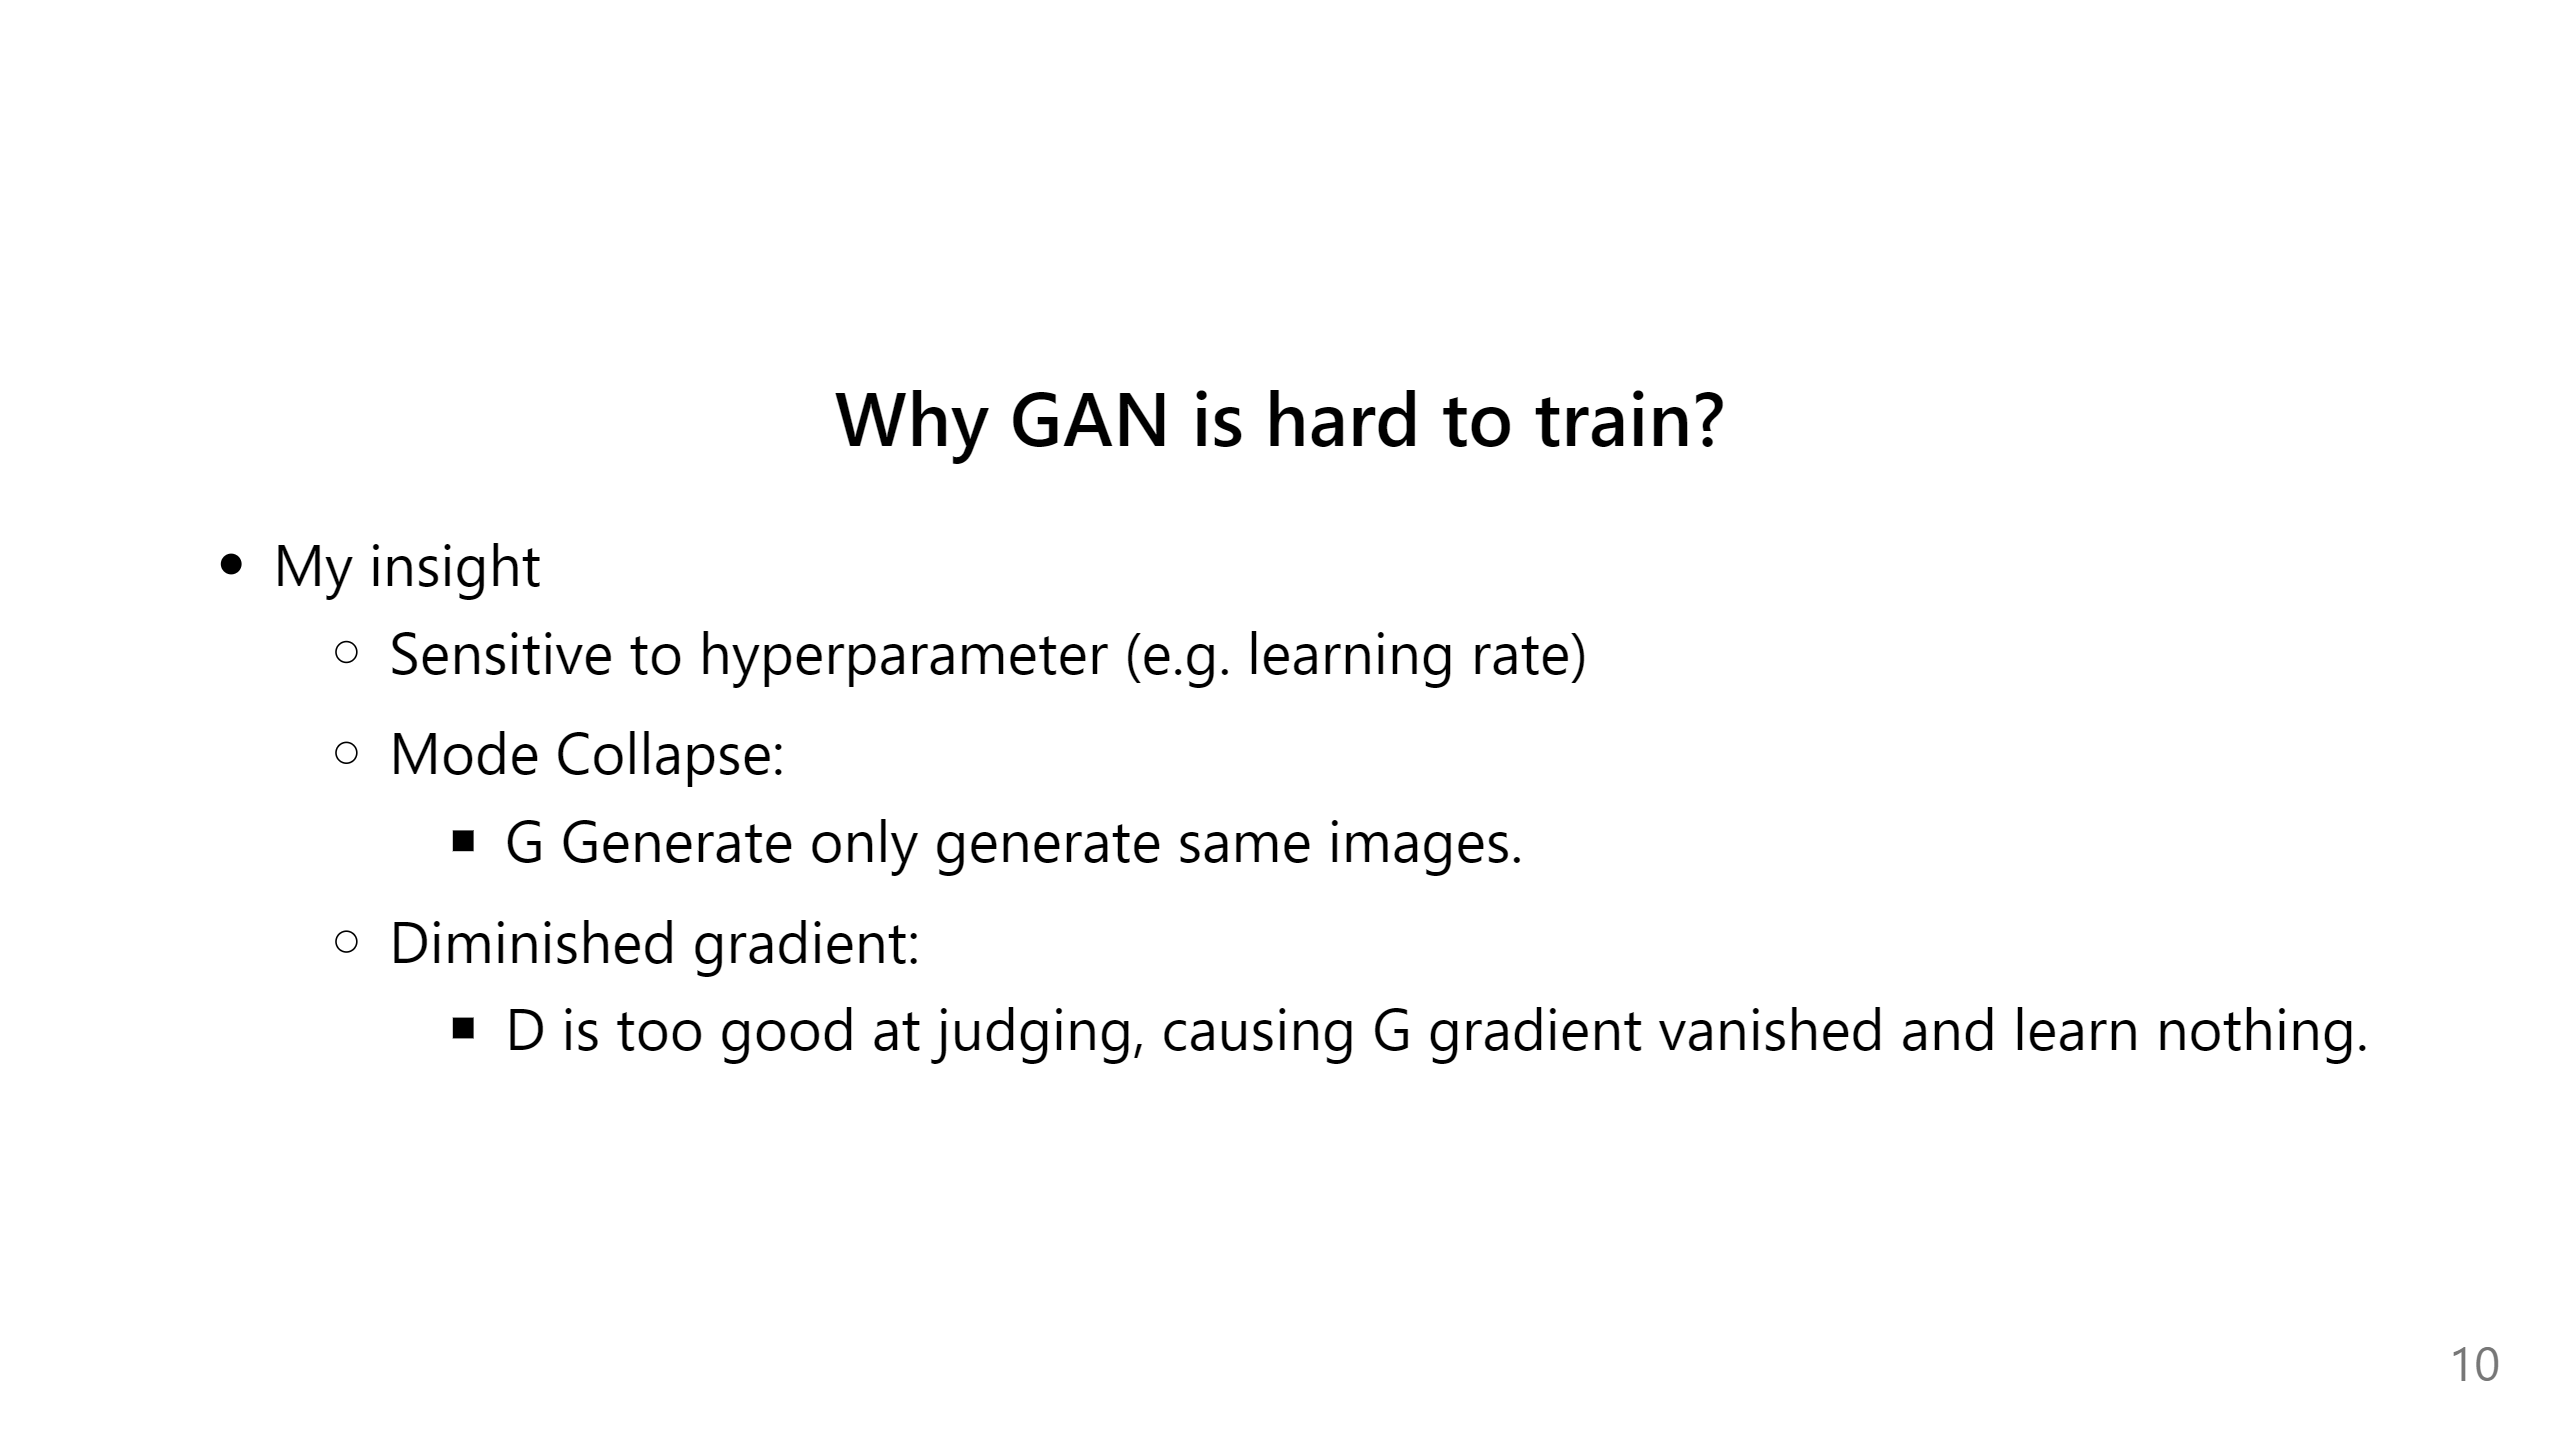 Why GAN is hard to train?
My insight
Sensitive to hyperparameter (e.g. learning rate)
Mode Collapse:
G Generate only generate same images.
Diminished gradient:
D is too good at judging, causing G gradient vanished and learn nothing.
10